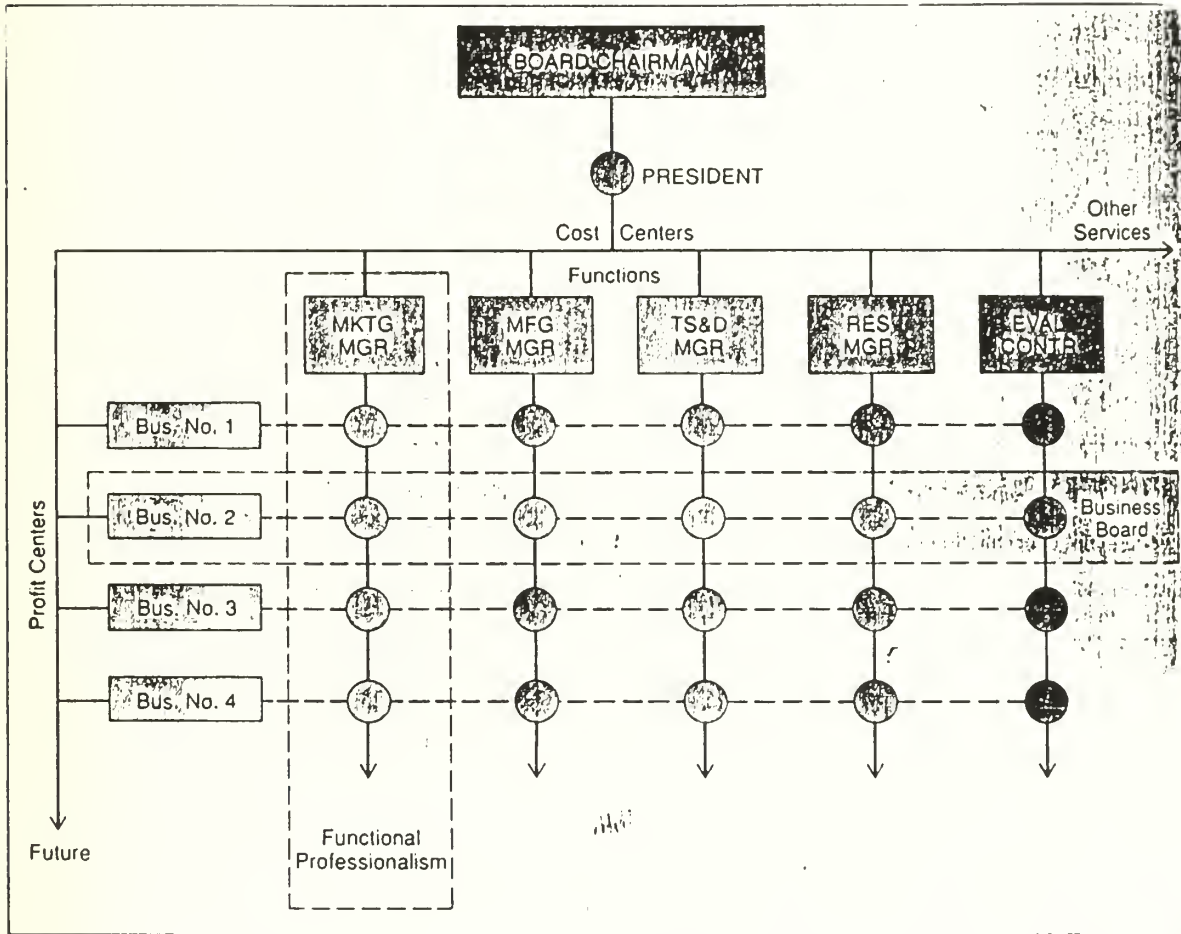 BOARD CHAIRMAN
PRESIDENT
Cost Centers
Other
Services
Functions
MKTG
MGR
MFG
MGR
TS&D
MGR
RES
MGR
EVAL
CONTR
Bus. No. 1
Bus. No. 2
Business
Board
Bus. No. 3
Bus. No. 4
Profit Centers
Future
Functional
Professionalism